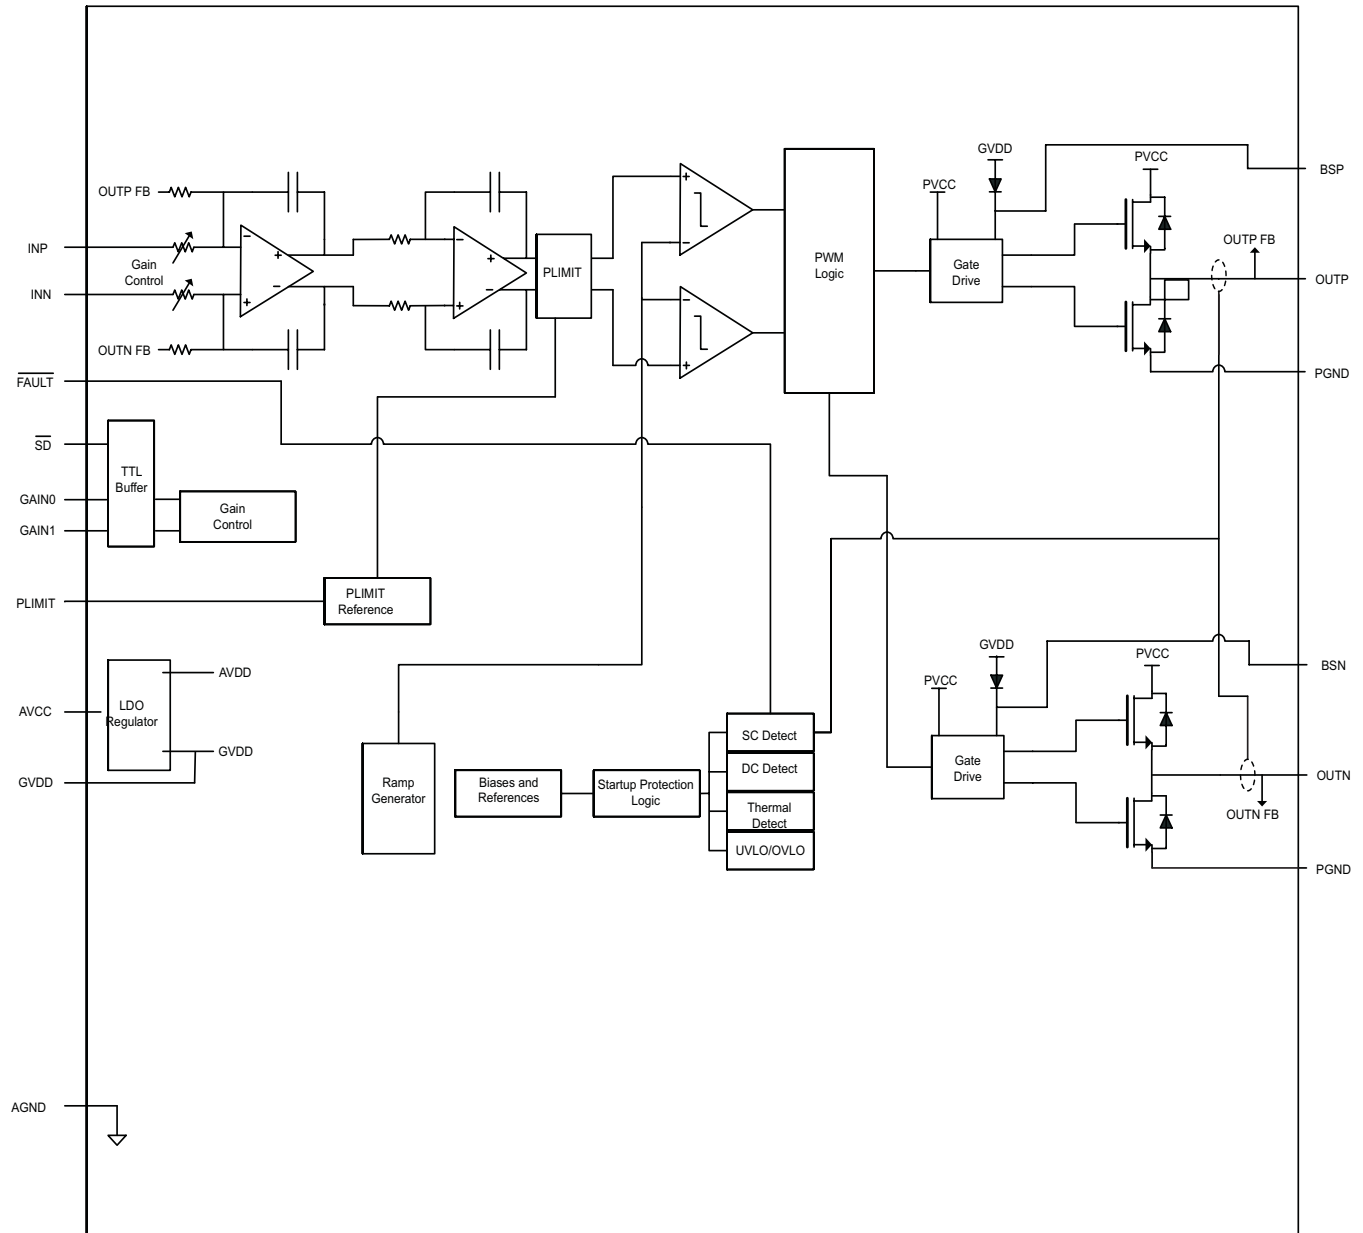 GVDD
PVCC
BSP
OUTP FB
PVCC
INP
Gain
Control
PLIMIT
PWM
Logic
Gate
Drive
OUTP FB
OUTP
INN
OUTN FB
FAULT
PGND
SD
TTL
Buffer
GAIN0
GAIN1
Gain
Control
PLIMIT
PLIMIT
Reference
GVDD
PVCC
BSN
AVDD
PVCC
AVCC
LDO
Regulator
GVDD
GVDD
SC Detect
DC Detect
Thermal
Detect
UVLO/OVLO
Ramp
Generator
Biases and
References
Startup Protection
Logic
Gate
Drive
OUTN
OUTN FB
PGND
AGND
+
−
+
−
+
−
+
−
+
−
−
+